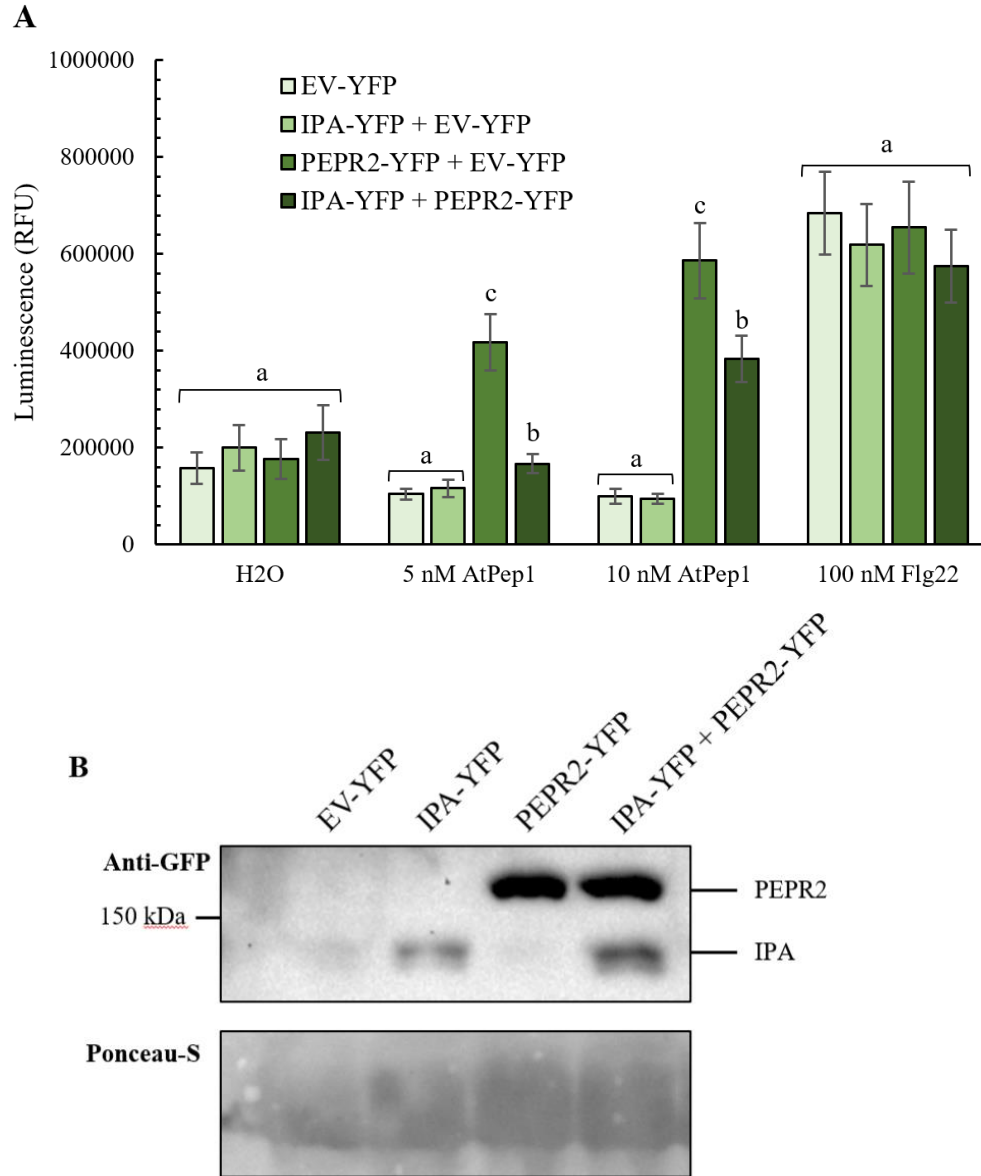 A
Luminescence (RFU)
1000000
800000
600000
400000
200000
0
EV-YFP
IPA-YFP + EV-YFP
PEPR2-YFP + EV-YFP
IPA-YFP + PEPR2-YFP
a
a
c
b
a
c
b
a
H2O
5 nM AtPep1
10 nM AtPep1
100 nM Flg22
B
EV-YFP
IPA-YFP
PEPR2-YFP
IPA-YFP + PEPR2-YFP
Anti-GFP
150 kDa
PEPR2
IPA
Ponceau-S